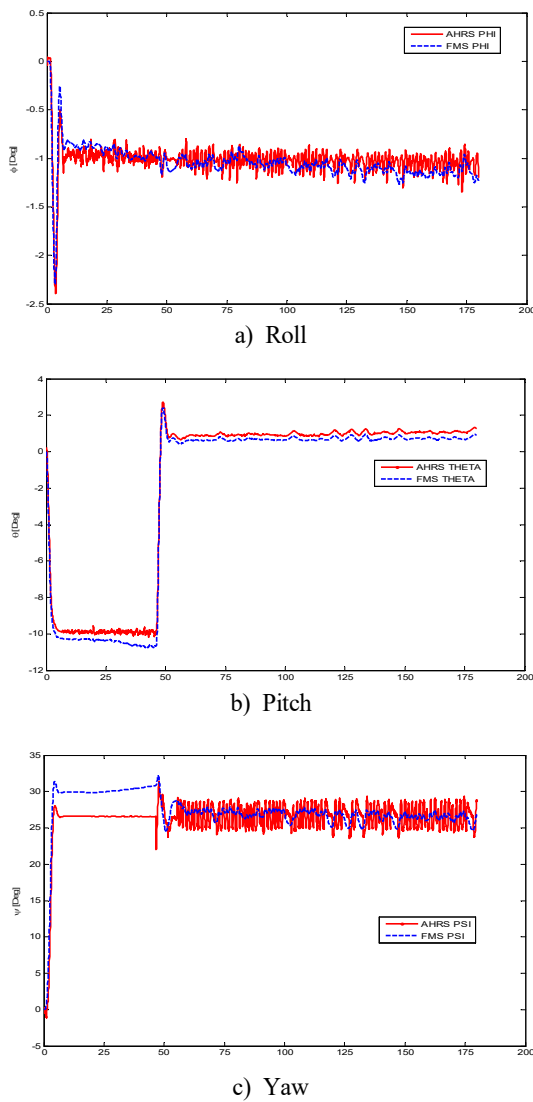 0.5
0
-0.5
-1
-1.5
-2
-2.5
ϕ [Deg]
AHRS PHI
FMS PHI
0 25 50 75 100 125 150 175 200
a) Roll
4
2
0
-2
-4
-6
-8
-10
-12
θ [Deg]
AHRS THETA
FMS THETA
0 25 50 75 100 125 150 175 200
b) Pitch
35
30
25
20
15
10
5
0
-5
ψ [Deg]
AHRS PSI
FMS PSI
0 25 50 75 100 125 150 175 200
c) Yaw